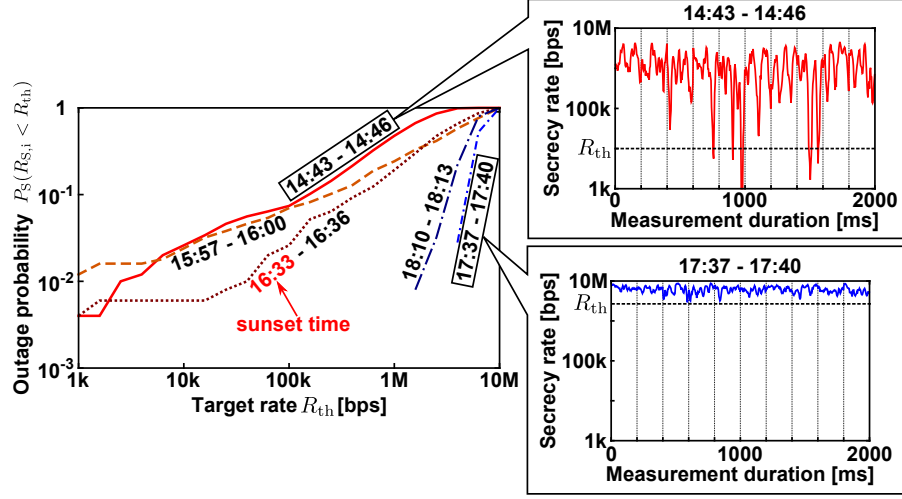 Outage probability P_S(R_{S,i} < R_th)
1
10^-1
10^-2
10^-3
1k
10k
100k
1M
10M
Target rate R_th [bps]
14:43 - 14:46
15:57 - 16:00
16:33 - 16:36
sunset time
18:10 - 18:13
17:37 - 17:40
14:43 - 14:46
Secrecy rate [bps]
10M
100k
R_th
1k
0
1000
2000
Measurement duration [ms]
17:37 - 17:40
Secrecy rate [bps]
10M
R_th
100k
1k
0
1000
2000
Measurement duration [ms]